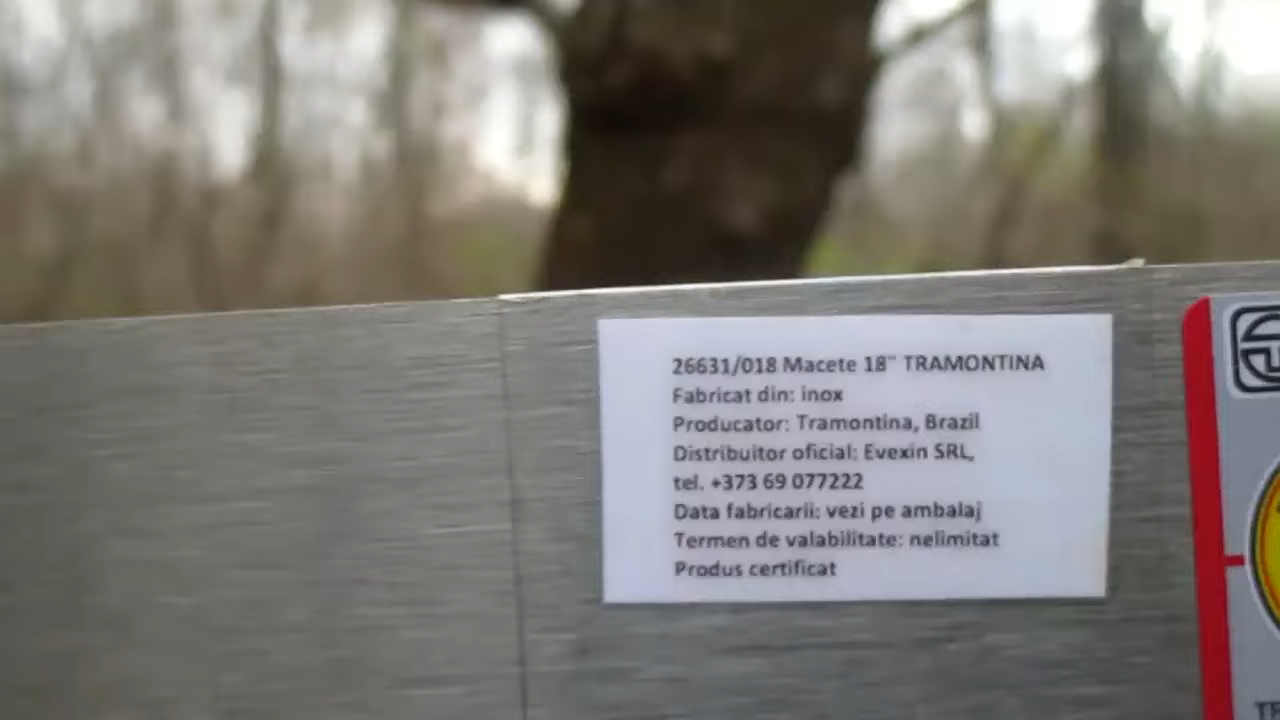 26631/018 Macete 18" TRAMONTINA
Fabricat din: inox
Producator: Tramontina, Brazil
Distribuitor oficial: Evexin SRL,
tel. +373 69 077222
Data fabricarii: vezi pe ambalaj
Termen de valabilitate: nelimitat
Produs certificat